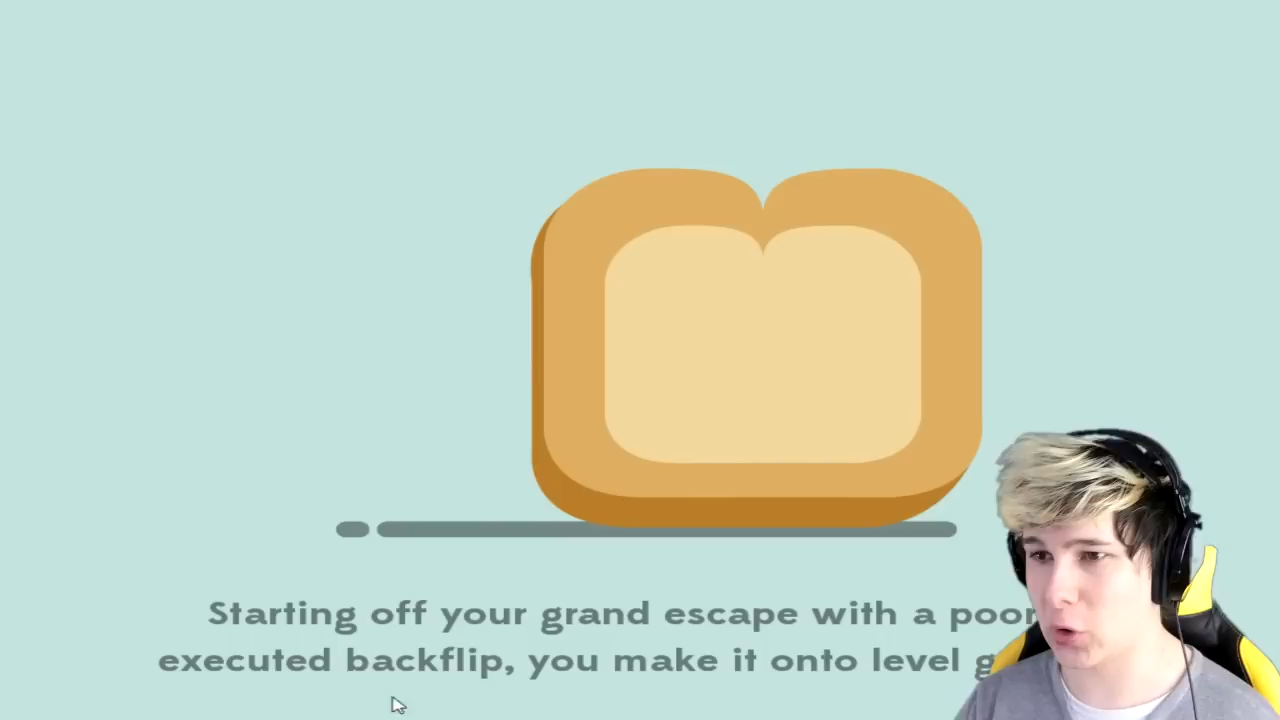 Starting off your grand escape with a poor
executed backflip, you make it onto level